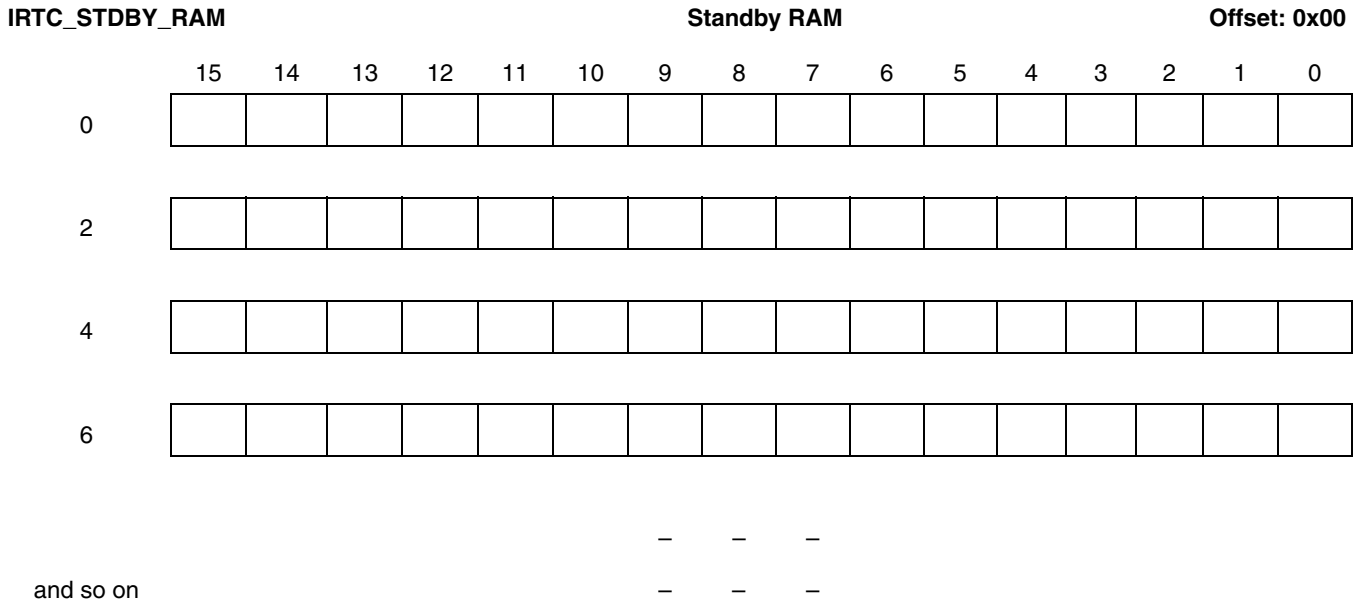 IRTC_STDBY_RAM Standby RAM Offset: 0x00
15 14 13 12 11 10 9 8 7 6 5 4 3 2 1 0
0
2
4
6
– – –
and so on – – –